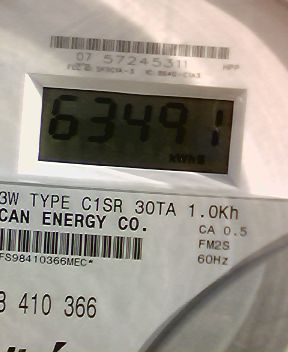 07 57245311
HPP
63491
kWh
3W TYPE C1SR 30TA 1.0Kh
CAN ENERGY CO.
CA 0.5
FM2S
60Hz
FS98410366MEC*
410 366